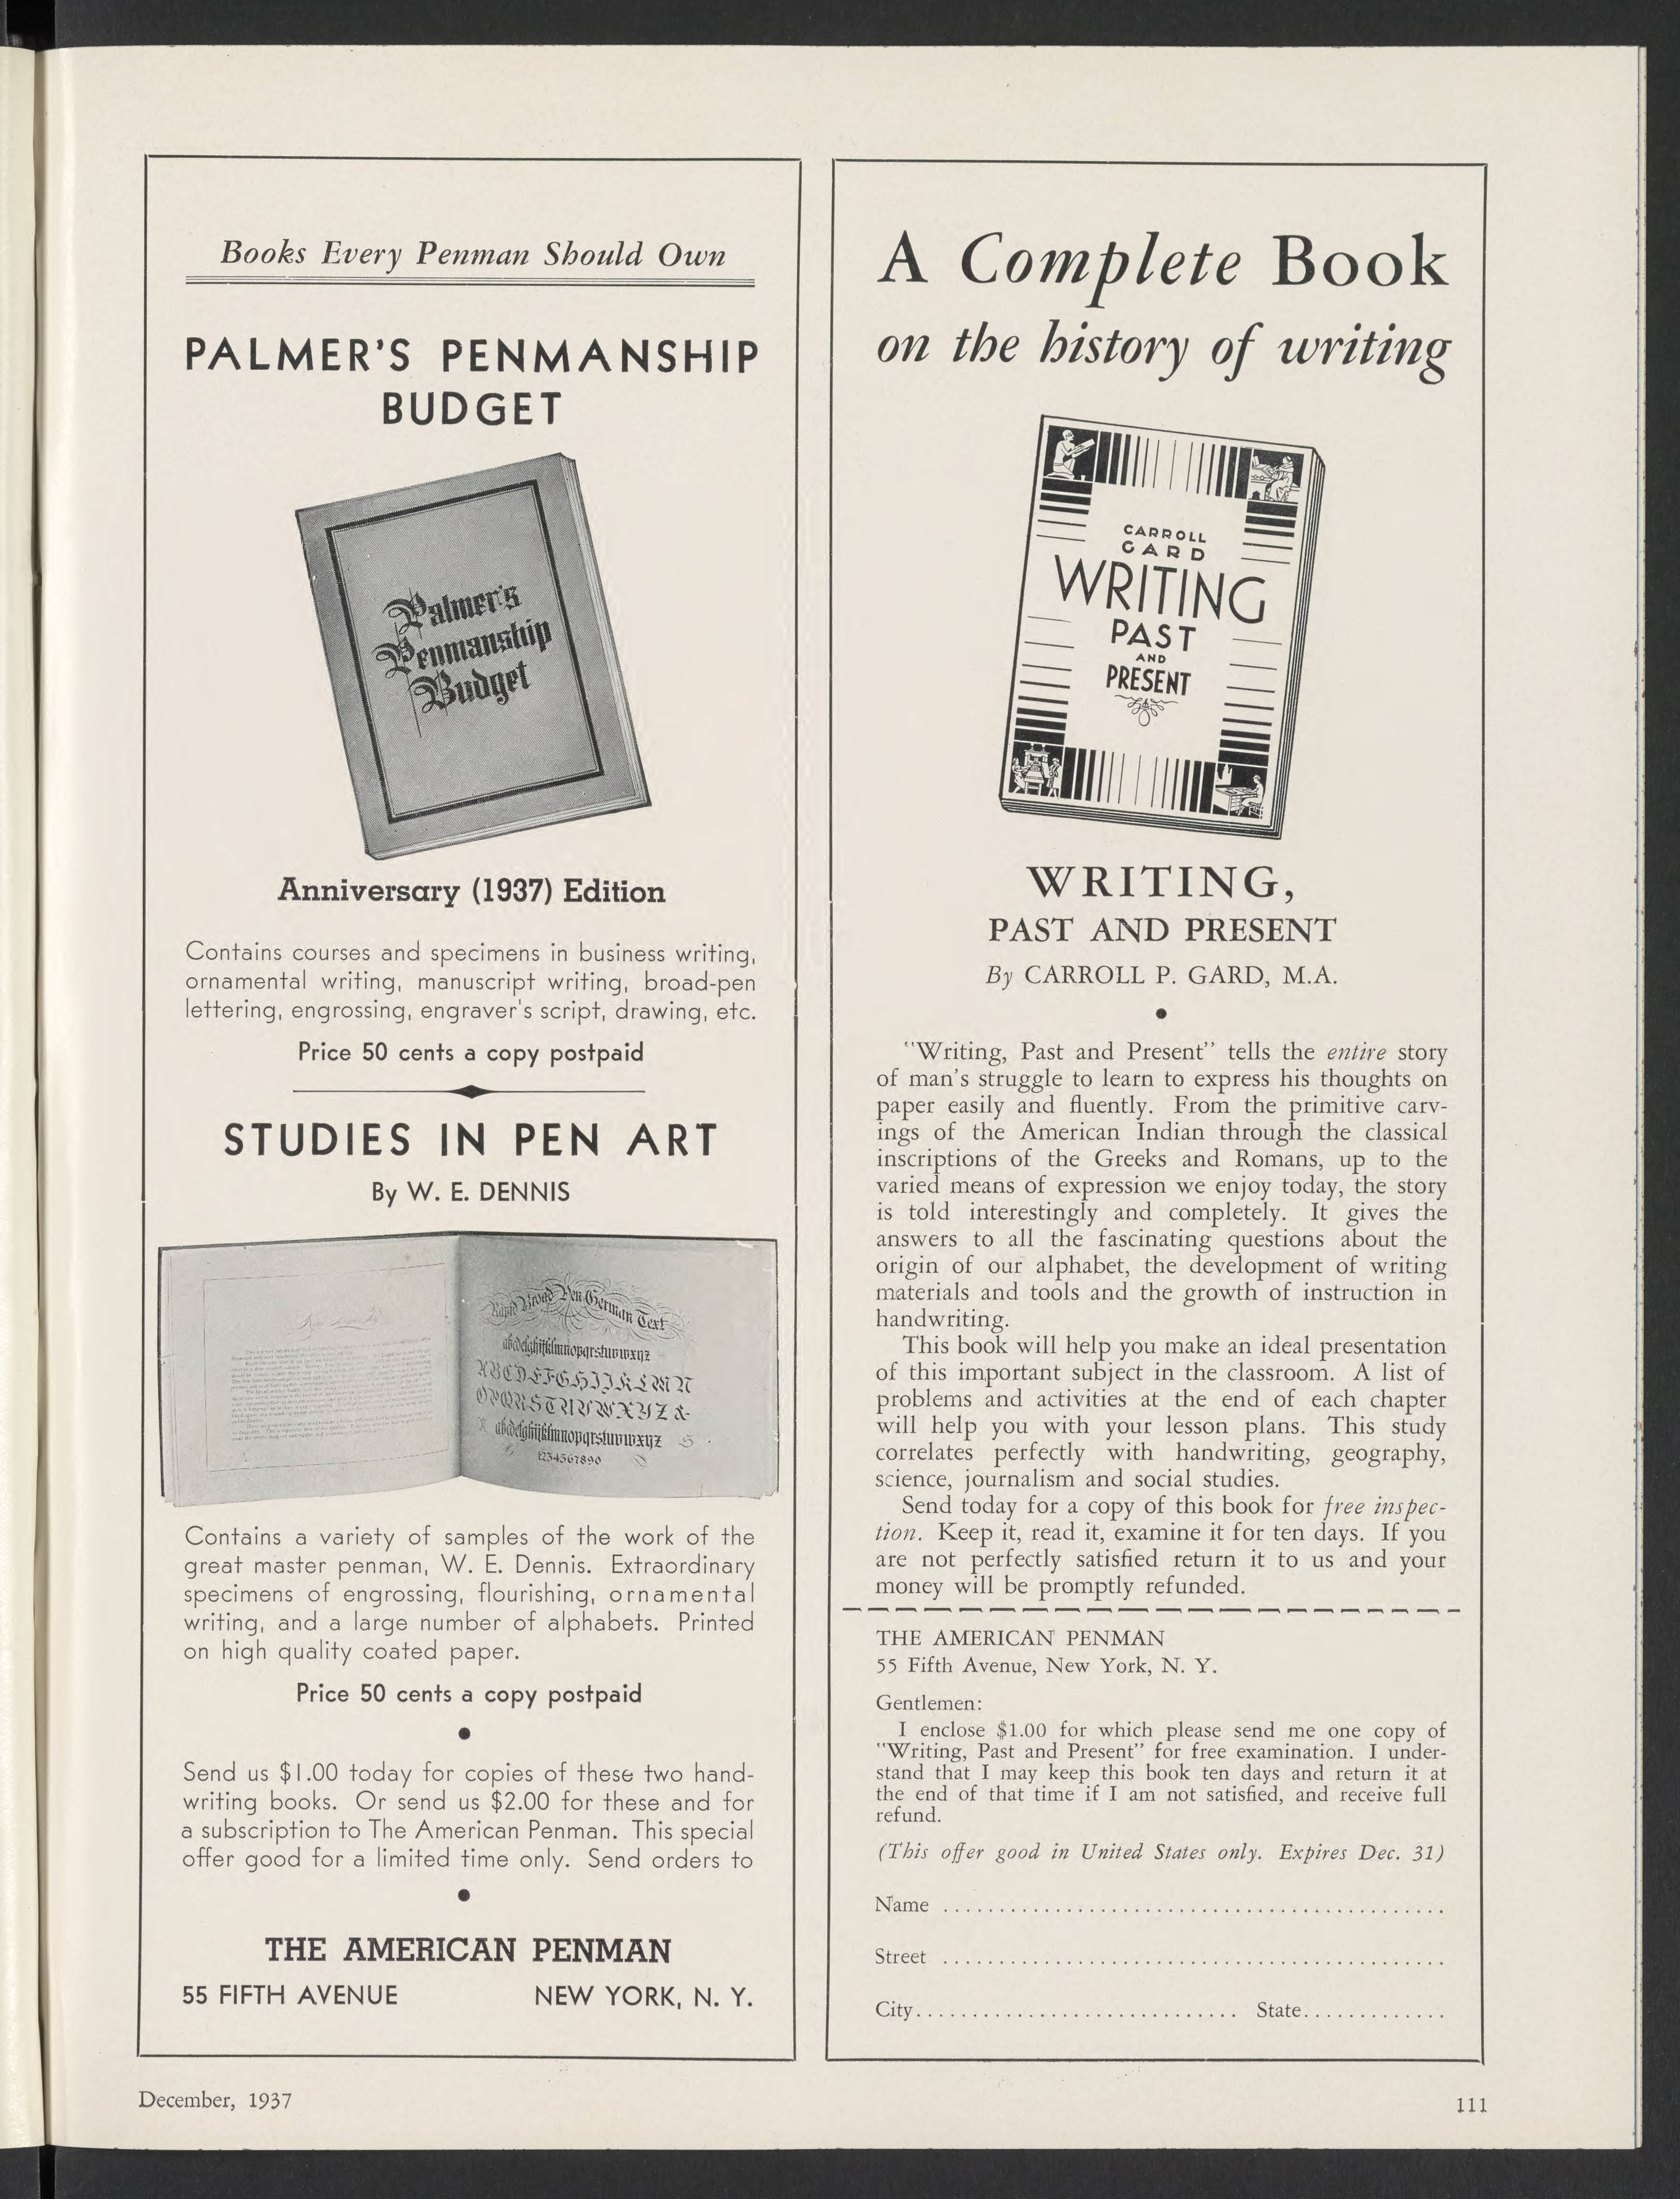 Books Every Penman Should Own
PALMER'S PENMANSHIP
BUDGET
Palmer's
Penmanship
Budget
Anniversary (1937) Edition
Contains courses and specimens in business writing,
ornamental writing, manuscript writing, broad-pen
lettering, engrossing, engraver's script, drawing, etc.
Price 50 cents a copy postpaid
STUDIES IN PEN ART
By W. E. DENNIS
Rapid Broad Pen German Text
abcdefghijklmnopqrstuvwxyz
ABCDEFGHIJKLMN
OPQRSTUVWXYZ &
abcdefghijklmnopqrstuvwxyz
1234567890
Contains a variety of samples of the work of the
great master penman, W. E. Dennis. Extraordinary
specimens of engrossing, flourishing, ornamental
writing, and a large number of alphabets. Printed
on high quality coated paper.
Price 50 cents a copy postpaid
Send us $1.00 today for copies of these two hand-
writing books. Or send us $2.00 for these and for
a subscription to The American Penman. This special
offer good for a limited time only. Send orders to
THE AMERICAN PENMAN
55 FIFTH AVENUE NEW YORK, N. Y.
A Complete Book
on the history of writing
CARROLL
GARD
WRITING
PAST
AND
PRESENT
WRITING,
PAST AND PRESENT
By CARROLL P. GARD, M.A.
"Writing, Past and Present" tells the entire story
of man's struggle to learn to express his thoughts on
paper easily and fluently. From the primitive carv-
ings of the American Indian through the classical
inscriptions of the Greeks and Romans, up to the
varied means of expression we enjoy today, the story
is told interestingly and completely. It gives the
answers to all the fascinating questions about the
origin of our alphabet, the development of writing
materials and tools and the growth of instruction in
handwriting.
This book will help you make an ideal presentation
of this important subject in the classroom. A list of
problems and activities at the end of each chapter
will help you with your lesson plans. This study
correlates perfectly with handwriting, geography,
science, journalism and social studies.
Send today for a copy of this book for free inspec-
tion. Keep it, read it, examine it for ten days. If you
are not perfectly satisfied return it to us and your
money will be promptly refunded.
THE AMERICAN PENMAN
55 Fifth Avenue, New York, N. Y.
Gentlemen:
I enclose $1.00 for which please send me one copy of
"Writing, Past and Present" for free examination. I under-
stand that I may keep this book ten days and return it at
the end of that time if I am not satisfied, and receive full
refund.
(This offer good in United States only. Expires Dec. 31)
Name ............................................
Street ............................................
City............................. State.............
December, 1937
111